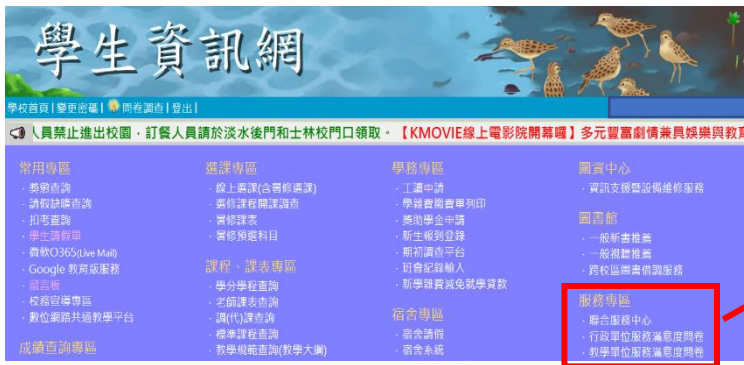 學生資訊網
學校首頁 | 變更密碼 | 問卷調查 | 登出 |
人員禁止進出校園，訂餐人員請於淡水後門和士林校門口領取。【KMOVIE線上電影院開幕囉】多元豐富劇情兼具娛樂與教育
常用專區
· 獎懲查詢
· 請假缺曠查詢
· 扣考查詢
· 學生請假單
· 微軟O365(Live Mail)
· Google 教育版服務
· 留言板
· 校務宣導專區
· 數位網路共通教學平台
成績查詢專區
選課專區
· 線上選課(含暑修選課)
· 暑修課程開課調查
· 暑修課表
· 暑修預選科目
課程、課表專區
· 學分學程查詢
· 老師課表查詢
· 調(代)課查詢
· 標準課程查詢
· 教學規範查詢(教學大綱)
學務專區
· 工讀申請
· 學雜費繳費單列印
· 獎助學金申請
· 新生報到登錄
· 期初調查平台
· 班會記錄輸入
· 新學雜費減免就學貸款
宿舍專區
· 宿舍請假
· 宿舍系統
圖資中心
· 資訊支援暨設備維修服務
圖書館
· 一般新書推薦
· 一般視聽推薦
· 跨校區圖書借調服務
服務專區
· 聯合服務中心
· 行政單位服務滿意度問卷
· 教學單位服務滿意度問卷